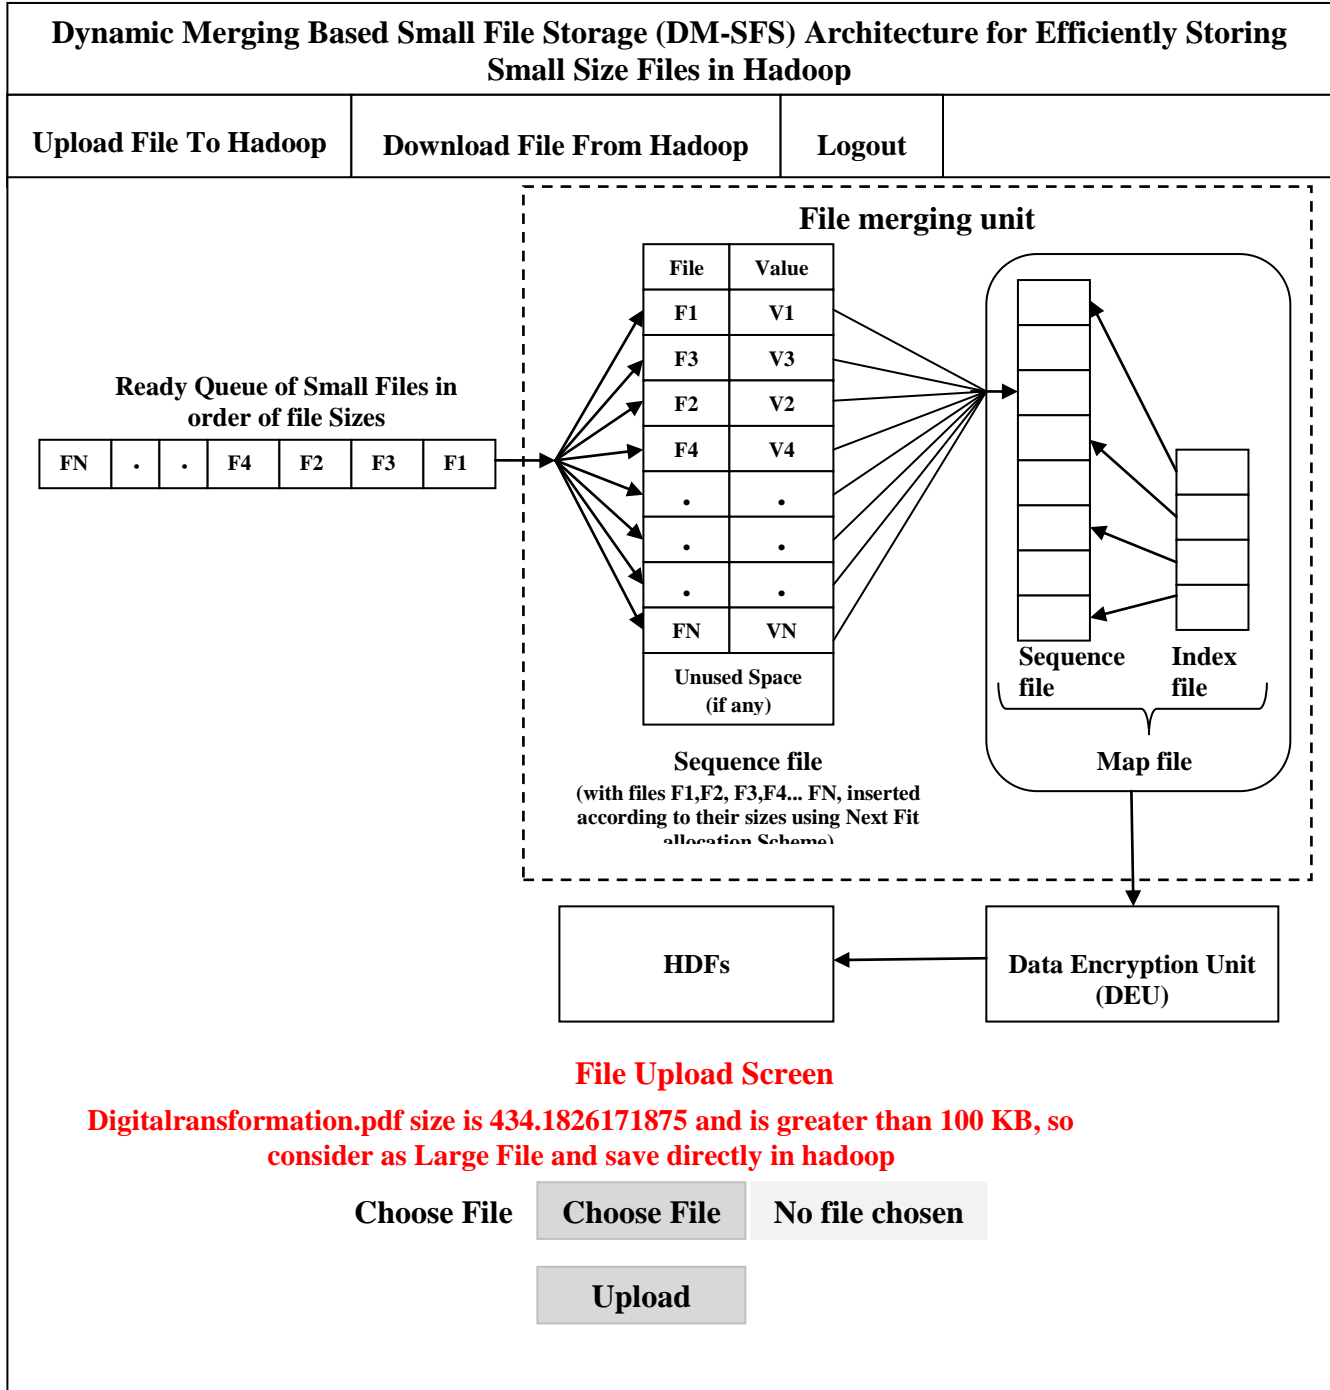 Dynamic Merging Based Small File Storage (DM-SFS) Architecture for Efficiently Storing
Small Size Files in Hadoop
Upload File To Hadoop
Download File From Hadoop
Logout
File merging unit
Ready Queue of Small Files in
order of file Sizes
FN . . F4 F2 F3 F1
File Value
F1 V1
F3 V3
F2 V2
F4 V4
. .
. .
. .
FN VN
Unused Space
(if any)
Sequence file
(with files F1,F2, F3,F4... FN, inserted
according to their sizes using Next Fit
allocation Scheme)
Sequence
file
Index
file
Map file
HDFs
Data Encryption Unit
(DEU)
File Upload Screen
Digitalransformation.pdf size is 434.1826171875 and is greater than 100 KB, so
consider as Large File and save directly in hadoop
Choose File
Choose File
No file chosen
Upload